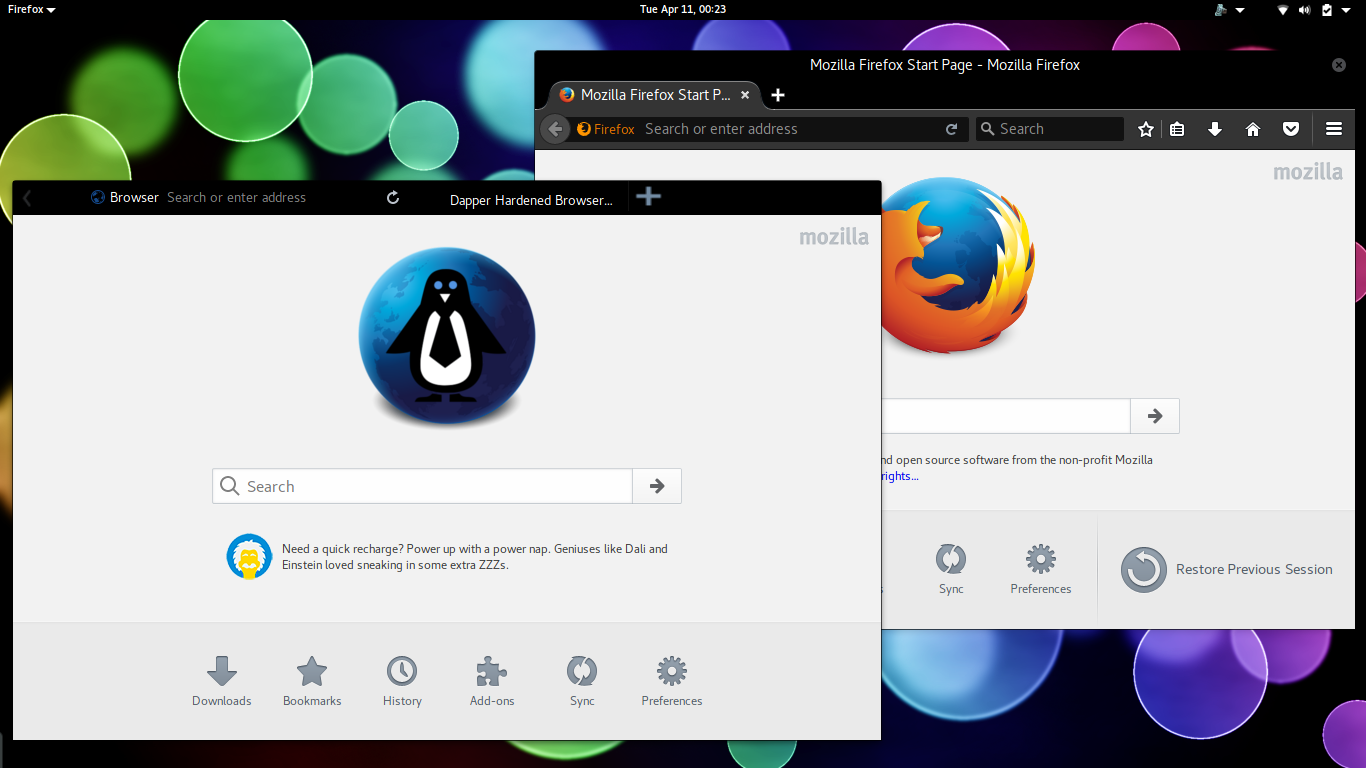 Firefox
Tue Apr 11, 00:23
Mozilla Firefox Start Page - Mozilla Firefox
Mozilla Firefox Start P...
Firefox Search or enter address
Search
mozilla
Browser Search or enter address
Dapper Hardened Browser...
mozilla
Search
Need a quick recharge? Power up with a power nap. Geniuses like Dali and
Einstein loved sneaking in some extra ZZZs.
Downloads
Bookmarks
History
Add-ons
Sync
Preferences
open source software from the non-profit Mozilla
rights...
Sync
Preferences
Restore Previous Session